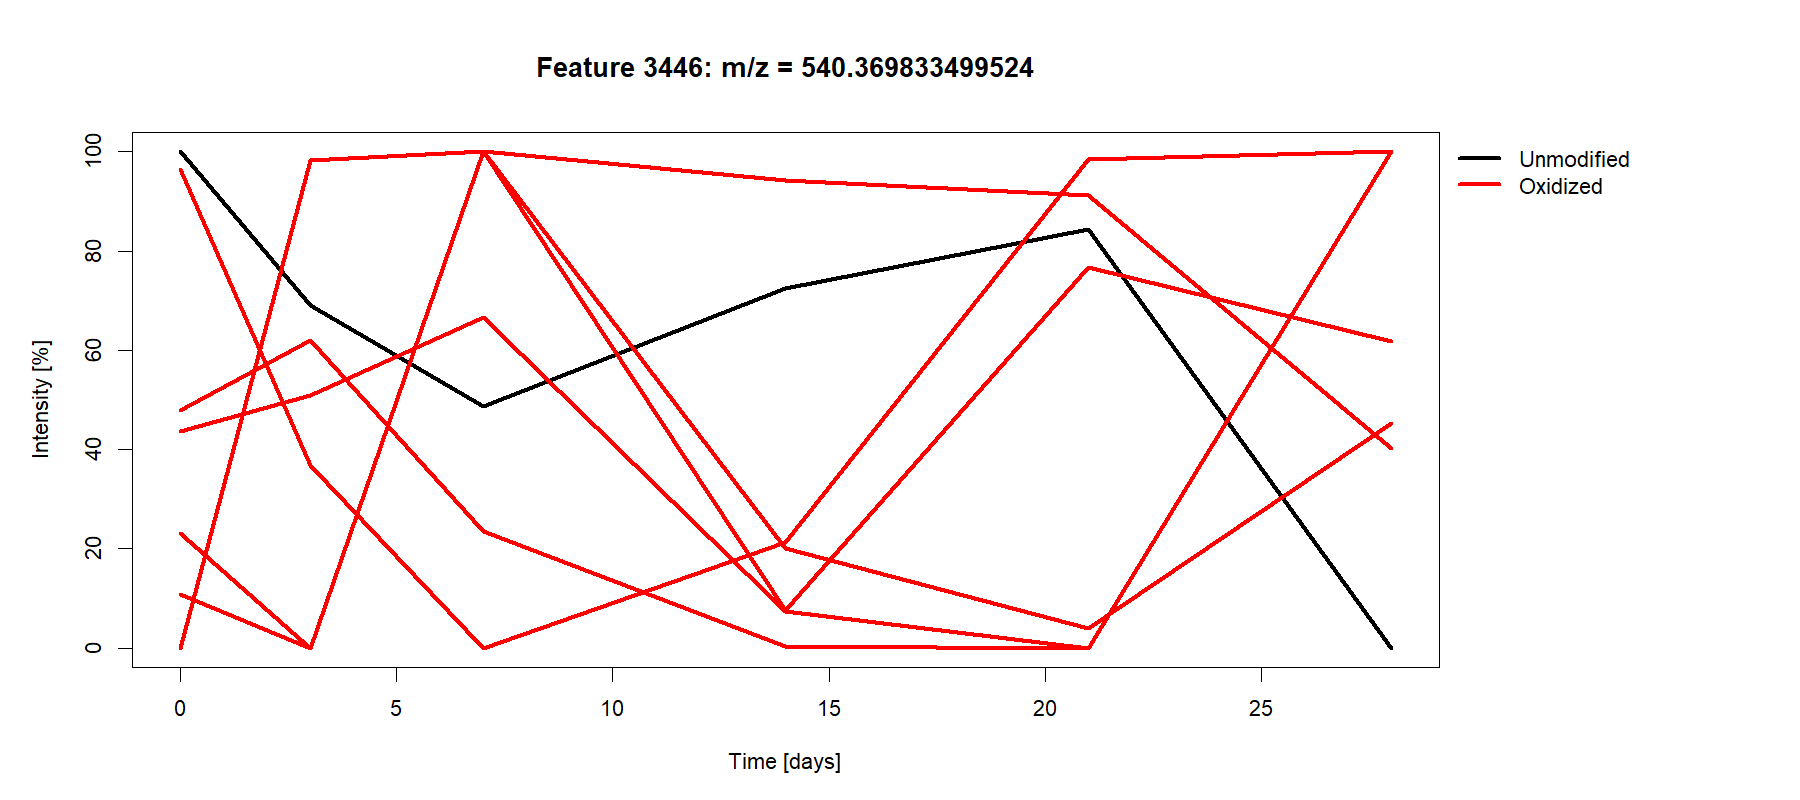 Feature 3446: m/z = 540.369833499524
Unmodified
Oxidized
Intensity [%]
100
80
60
40
20
0
0 5 10 15 20 25
Time [days]